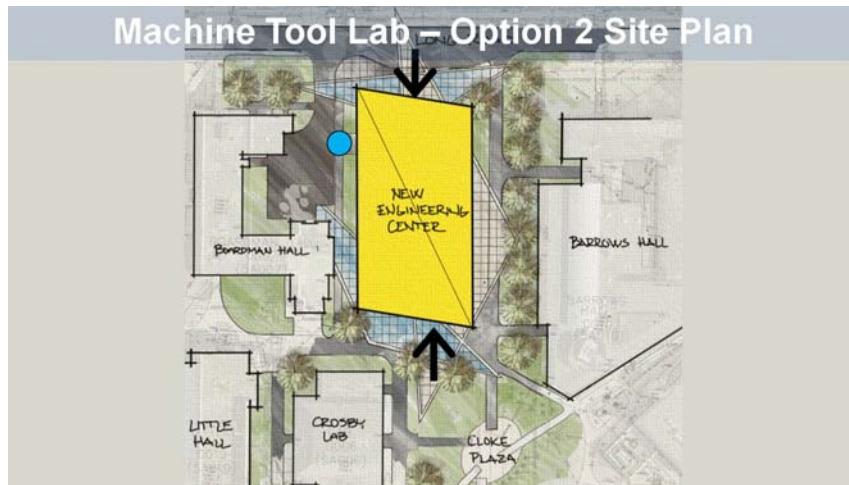 Machine Tool Lab – Option 2 Site Plan
NEW
ENGINEERING
CENTER
BOARDMAN HALL
BARROWS HALL
LITTLE
HALL
CROSBY
LAB
CLOKE
PLAZA